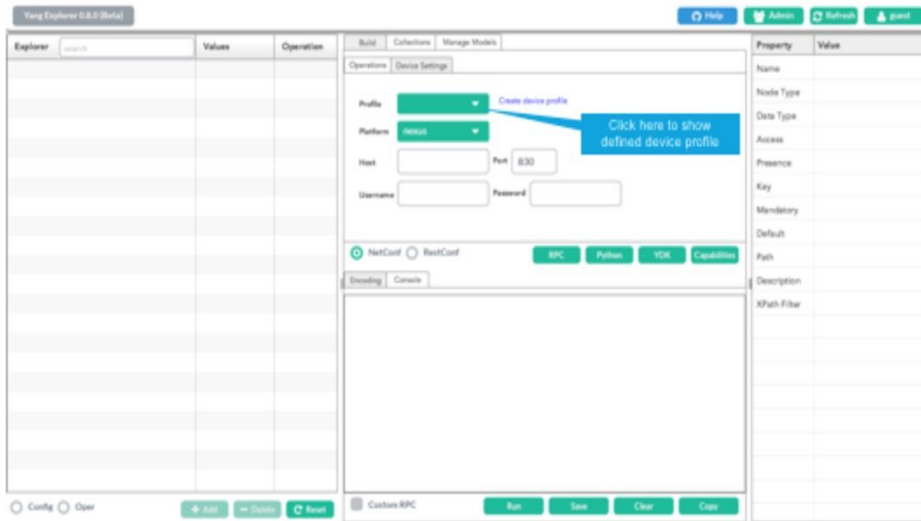 Yang Explorer 0.8.0 (Beta)
Help
Admin
Refresh
guest
Explorer
search
Values
Operation
Build
Collections
Manage Models
Operations
Device Settings
Profile
Create device profile
Platform
nexus
Host
Port
830
Username
Password
Click here to show
defined device profile
NetConf
RestConf
RPC
Python
YDK
Capabilities
Encoding
Console
Property
Value
Name
Node Type
Data Type
Access
Presence
Key
Mandatory
Default
Path
Description
XPath Filter
Config
Oper
+ Add
Delete
Reset
Custom RPC
Run
Save
Clear
Copy